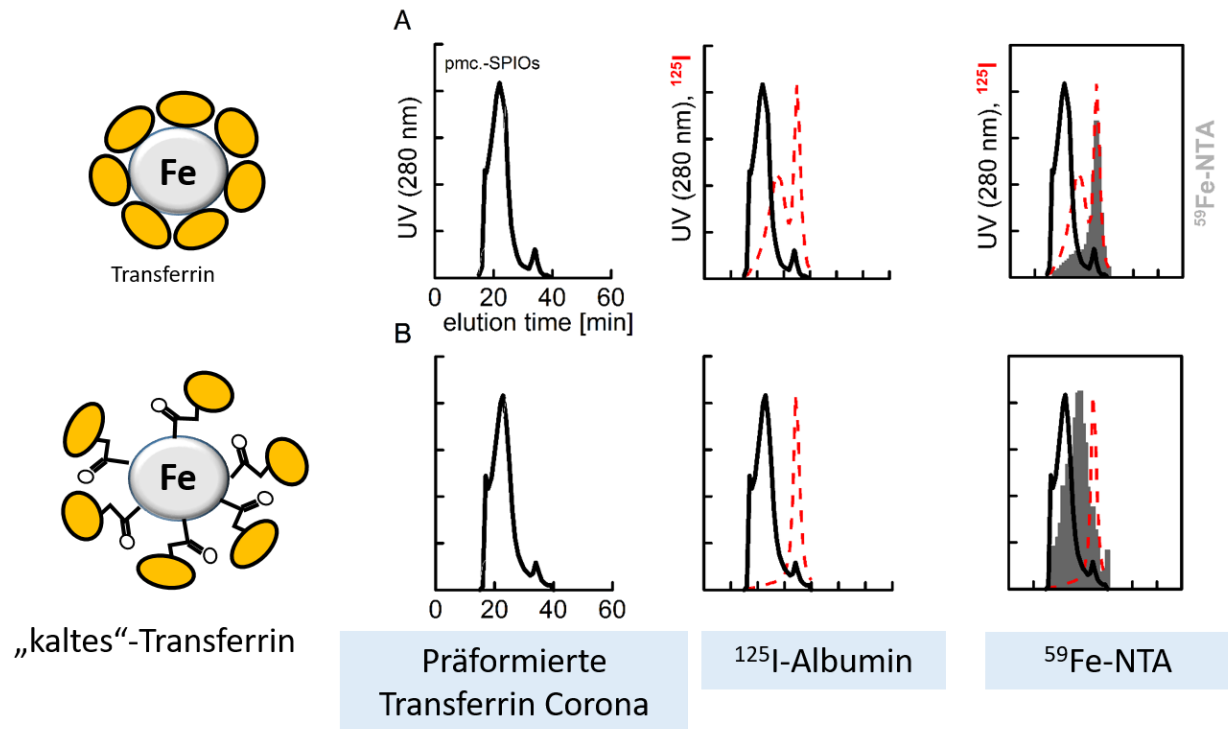 A
pmc.-SPIOs
UV (280 nm)
0 20 40 60
elution time [min]
UV (280 nm), ¹²⁵I
UV (280 nm), ¹²⁵I
⁵⁹Fe-NTA
Fe
Transferrin
B
0 20 40 60
Fe
„kaltes“-Transferrin
Präformierte
Transferrin Corona
¹²⁵I-Albumin
⁵⁹Fe-NTA